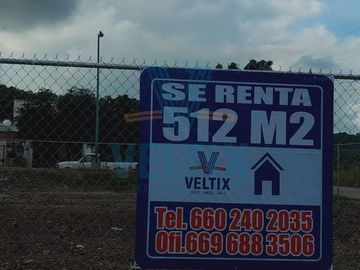 SE RENTA
512 M2
VELTIX
Tel. 660 240 2035
Ofi.669 688 3506